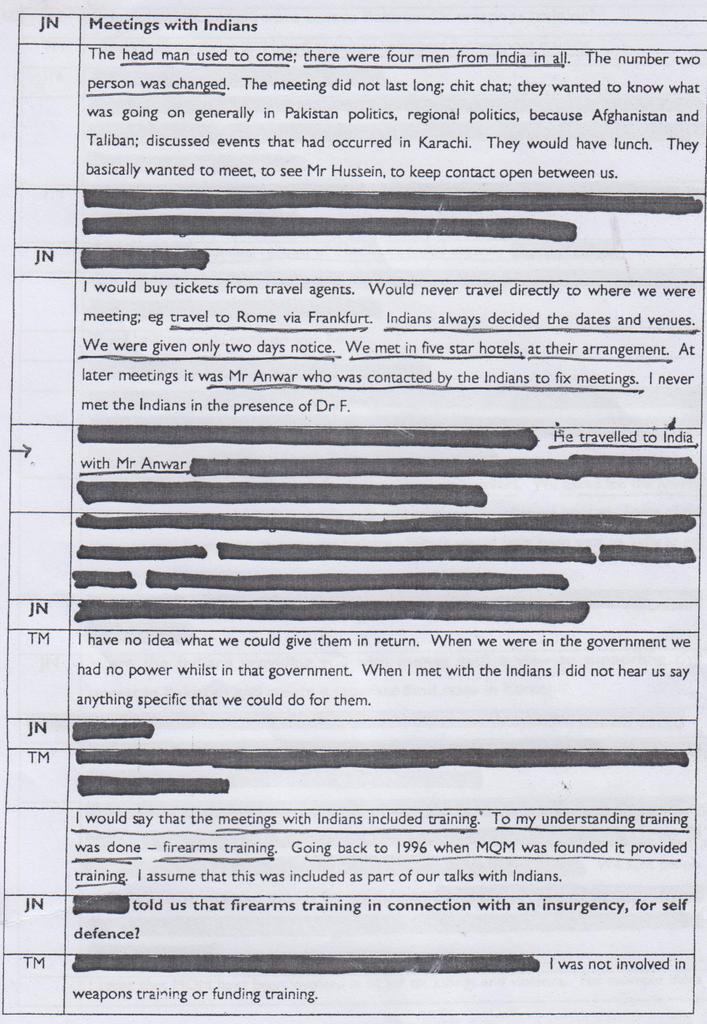 JN Meetings with Indians
The head man used to come; there were four men from India in all. The number two
person was changed. The meeting did not last long; chit chat; they wanted to know what
was going on generally in Pakistan politics, regional politics, because Afghanistan and
Taliban; discussed events that had occurred in Karachi. They would have lunch. They
basically wanted to meet, to see Mr Hussein, to keep contact open between us.
JN
I would buy tickets from travel agents. Would never travel directly to where we were
meeting; eg travel to Rome via Frankfurt. Indians always decided the dates and venues.
We were given only two days notice. We met in five star hotels, at their arrangement. At
later meetings it was Mr Anwar who was contacted by the Indians to fix meetings. I never
met the Indians in the presence of Dr F.
He travelled to India
with Mr Anwar
JN
TM I have no idea what we could give them in return. When we were in the government we
had no power whilst in that government. When I met with the Indians I did not hear us say
anything specific that we could do for them.
JN
TM
I would say that the meetings with Indians included training. To my understanding training
was done – firearms training. Going back to 1996 when MQM was founded it provided
training. I assume that this was included as part of our talks with Indians.
JN told us that firearms training in connection with an insurgency, for self
defence?
TM I was not involved in
weapons training or funding training.